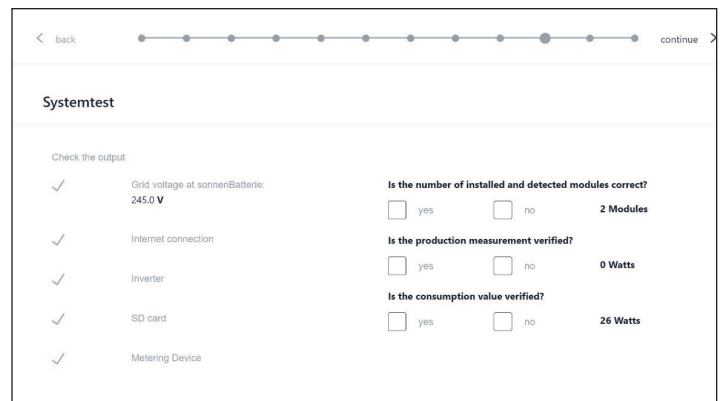 back
continue
Systemtest
Check the output
Grid voltage at sonnenBatterie:
245.0 V
Internet connection
Inverter
SD card
Metering Device
Is the number of installed and detected modules correct?
yes no 2 Modules
Is the production measurement verified?
yes no 0 Watts
Is the consumption value verified?
yes no 26 Watts